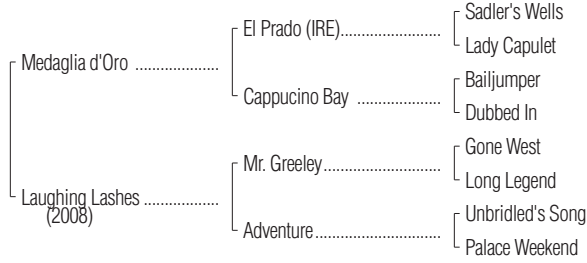 Sadler's Wells
El Prado (IRE)........................
Lady Capulet
Medaglia d'Oro ....................
Bailjumper
Cappucino Bay ....................
Dubbed In
Gone West
Mr. Greeley............................
Long Legend
Laughing Lashes ..................
(2008)
Unbridled's Song
Adventure..............................
Palace Weekend